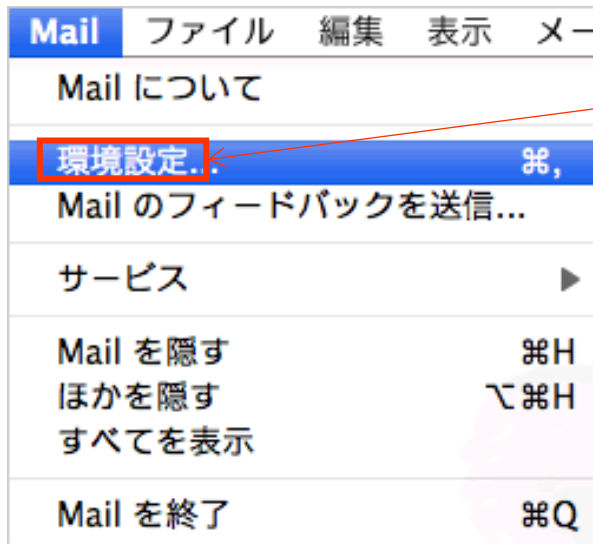 Mail ファイル 編集 表示 メー
Mail について
環境設定... ⌘,
Mail のフィードバックを送信...
サービス ▶
Mail を隠す ⌘H
ほかを隠す ⌥⌘H
すべてを表示
Mail を終了 ⌘Q